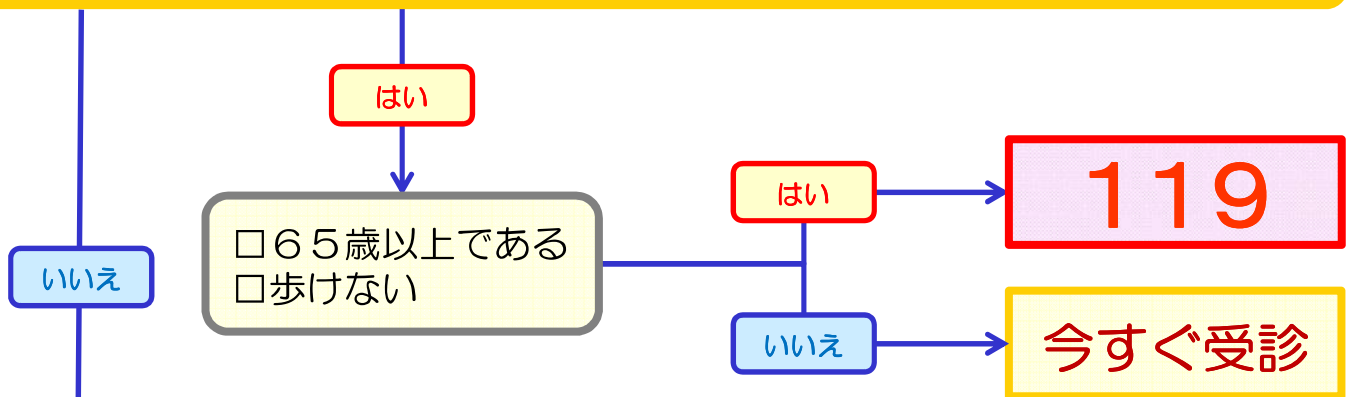 はい
はい
119
□65歳以上である
□歩けない
いいえ
いいえ
今すぐ受診